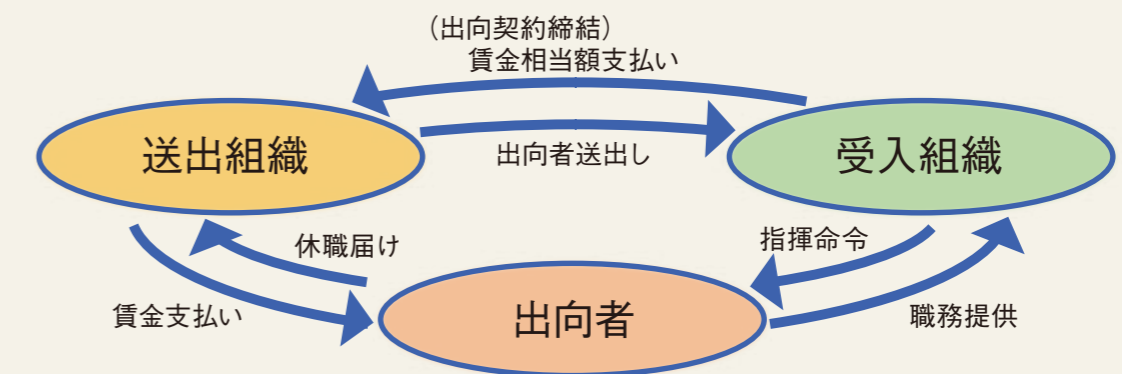 （出向契約締結）
賃金相当額支払い
送出組織
受入組織
出向者送出し
休職届け
指揮命令
賃金支払い
出向者
職務提供